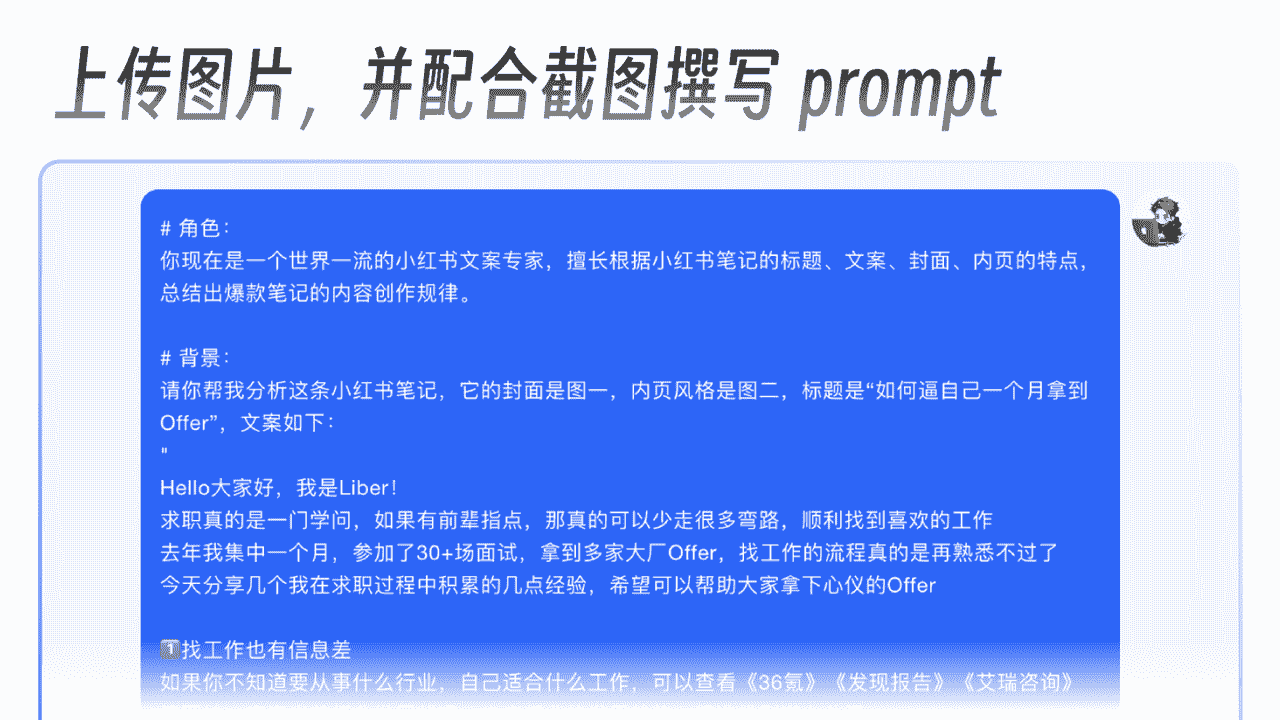 上传图片，并配合截图撰写 prompt
# 角色：
你现在是一个世界一流的小红书文案专家，擅长根据小红书笔记的标题、文案、封面、内页的特点，
总结出爆款笔记的内容创作规律。
# 背景：
请你帮我分析这条小红书笔记，它的封面是图一，内页风格是图二，标题是“如何逼自己一个月拿到
Offer”，文案如下：
"
Hello大家好，我是Liber！
求职真的是一门学问，如果有前辈指点，那真的可以少走很多弯路，顺利找到喜欢的工作
去年我集中一个月，参加了30+场面试，拿到多家大厂Offer，找工作的流程真的是再熟悉不过了
今天分享几个我在求职过程中积累的几点经验，希望可以帮助大家拿下心仪的Offer
1️⃣找工作也有信息差
如果你不知道要从事什么行业，自己适合什么工作，可以查看《36氪》《发现报告》《艾瑞咨询》